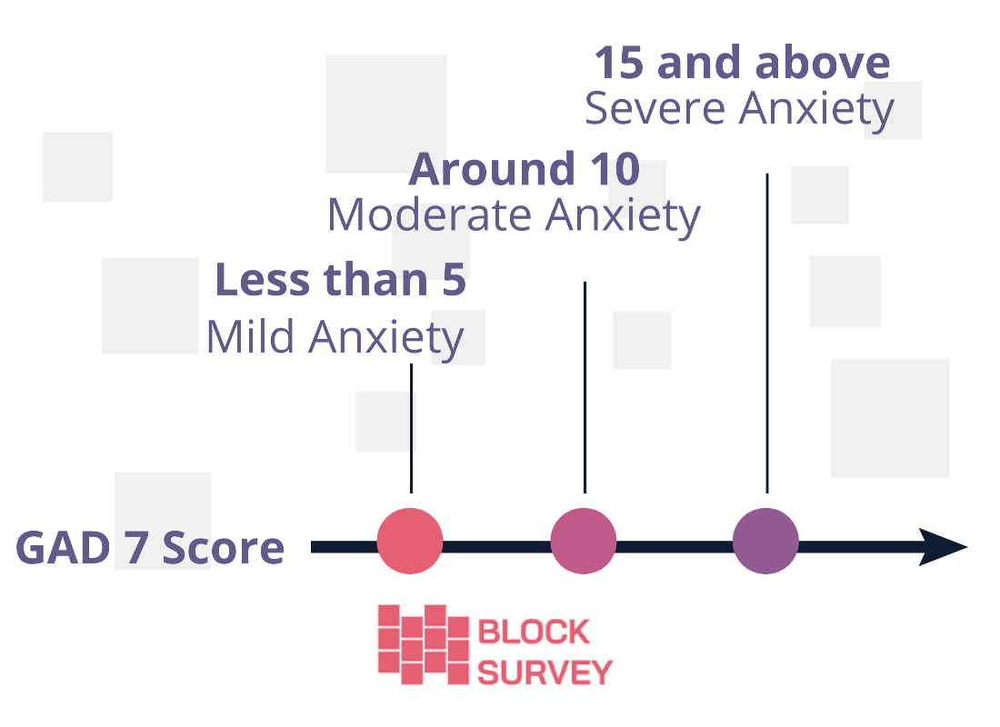 15 and above
Severe Anxiety
Around 10
Moderate Anxiety
Less than 5
Mild Anxiety
GAD 7 Score
BLOCK
SURVEY